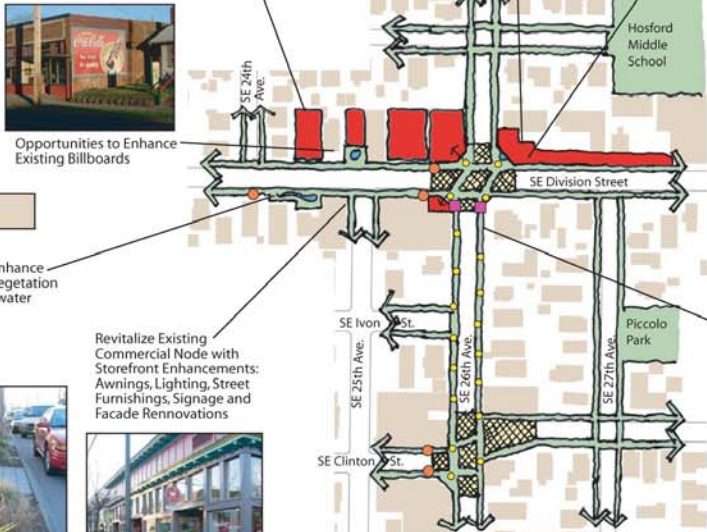 Coca-Cola
Opportunities to Enhance
Existing Billboards
SE 24th
Ave.
Hosford
Middle
School
SE Division Street
nhance
egetation
water
Revitalize Existing
Commercial Node with
Storefront Enhancements:
Awnings, Lighting, Street
Furnishings, Signage and
Facade Rennovations
SE Ivon St.
SE 25th Ave.
SE 26th Ave.
SE 27th Ave.
Piccolo
Park
SE Clinton St.